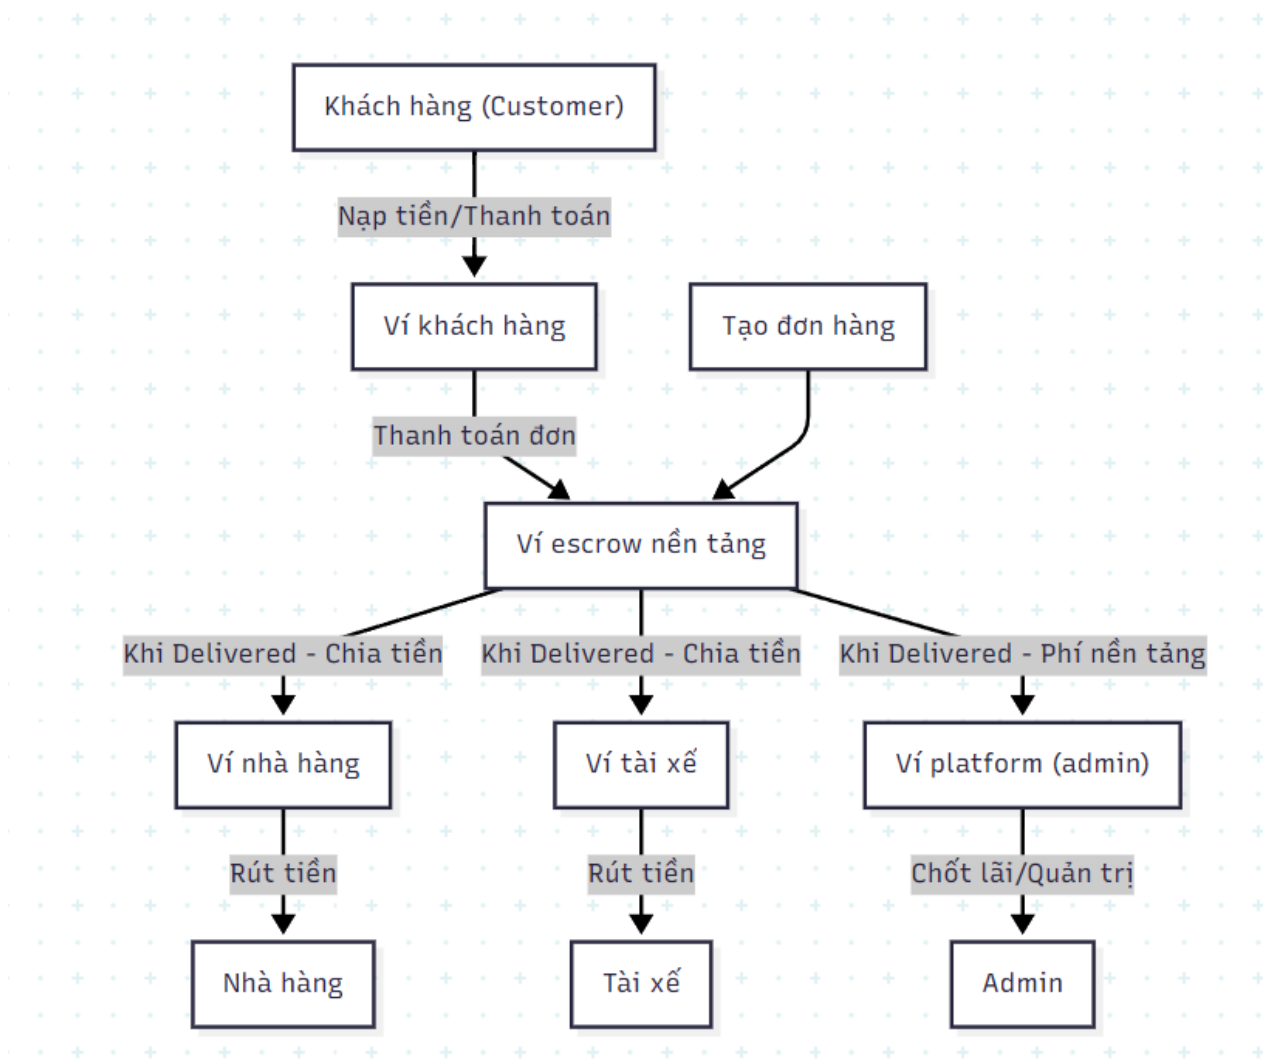 Khách hàng (Customer)
Nạp tiền/Thanh toán
Ví khách hàng
Tạo đơn hàng
Thanh toán đơn
Ví escrow nền tảng
Khi Delivered - Chia tiền
Khi Delivered - Chia tiền
Khi Delivered - Phí nền tảng
Ví nhà hàng
Ví tài xế
Ví platform (admin)
Rút tiền
Rút tiền
Chốt lãi/Quản trị
Nhà hàng
Tài xế
Admin